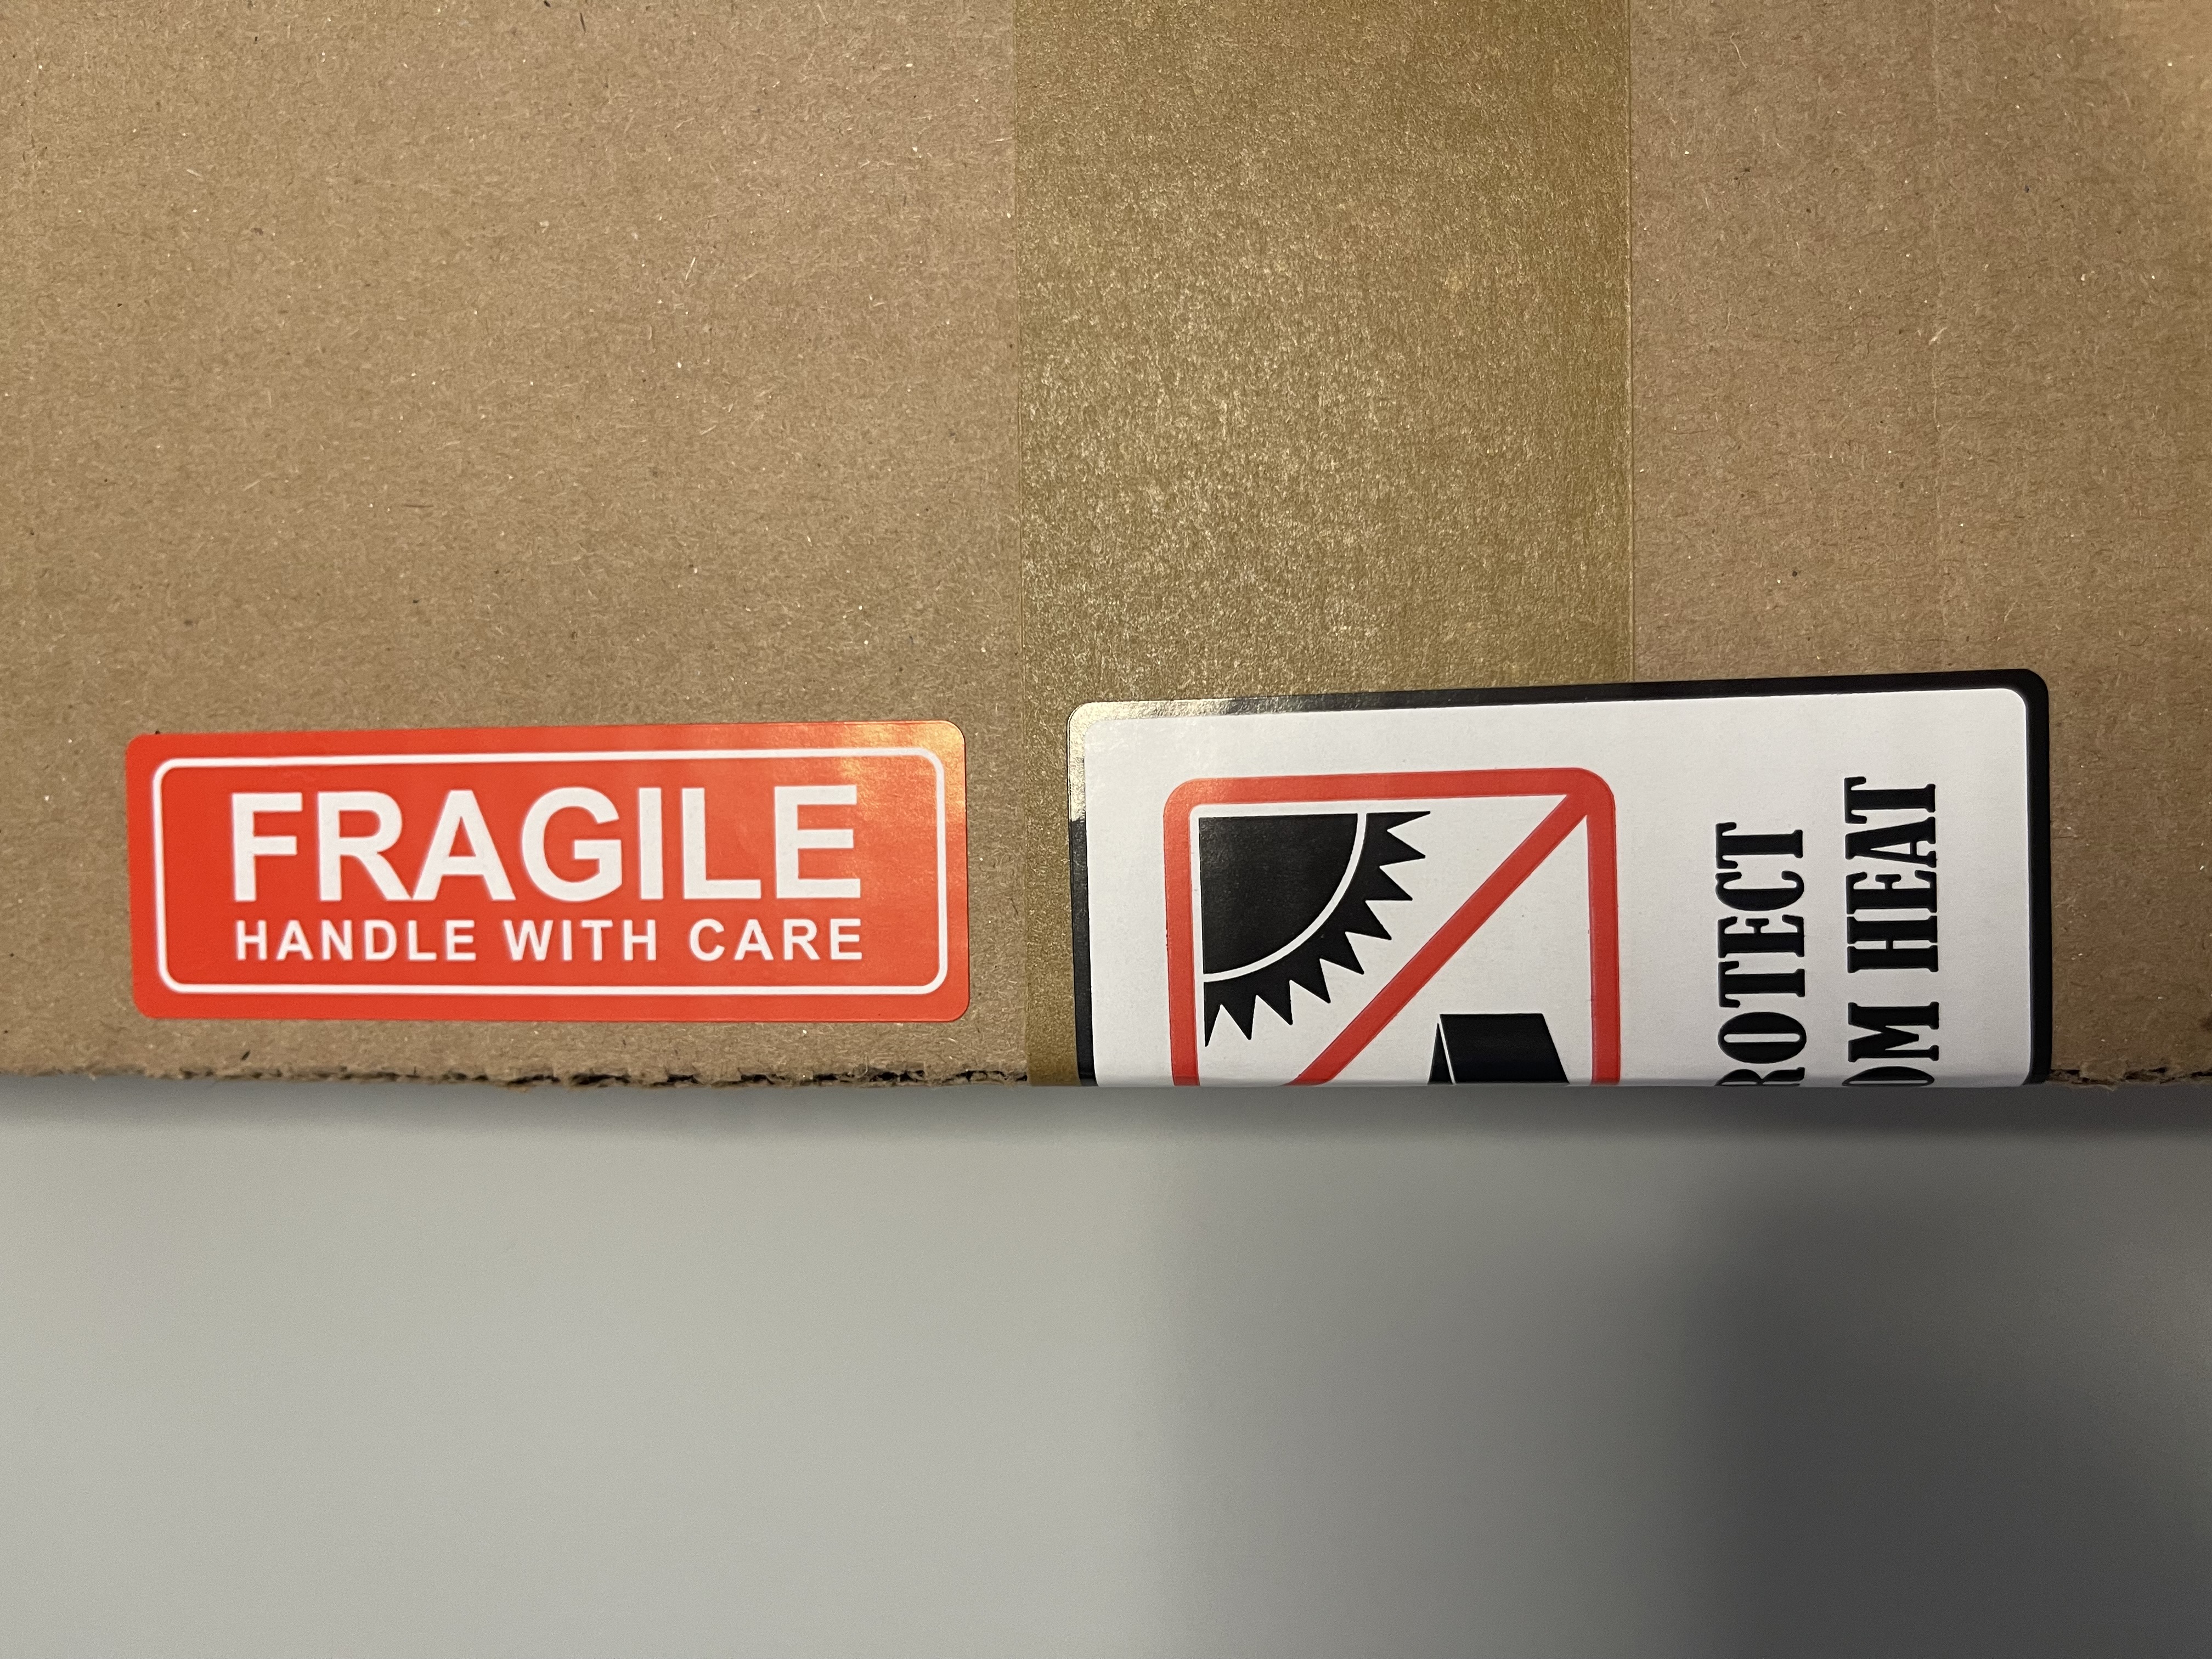 FRAGILE
HANDLE WITH CARE
ROTECT
OM HEAT